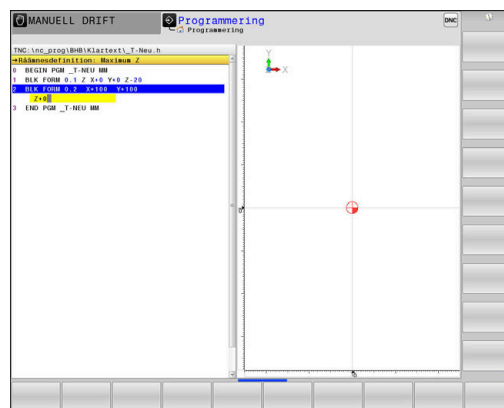 MANUELL DRIFT
Programmering
Programmering
DNC
TNC:\nc_prog\BHB\Klartext\_T-Neu.h
→Råämnesdefinition: Maximum Z
0 BEGIN PGM _T-NEU MM
1 BLK FORM 0.1 Z X+0 Y+0 Z-20
2 BLK FORM 0.2 X+100 Y+100
Z+0
3 END PGM _T-NEU MM
Y
X
0
0